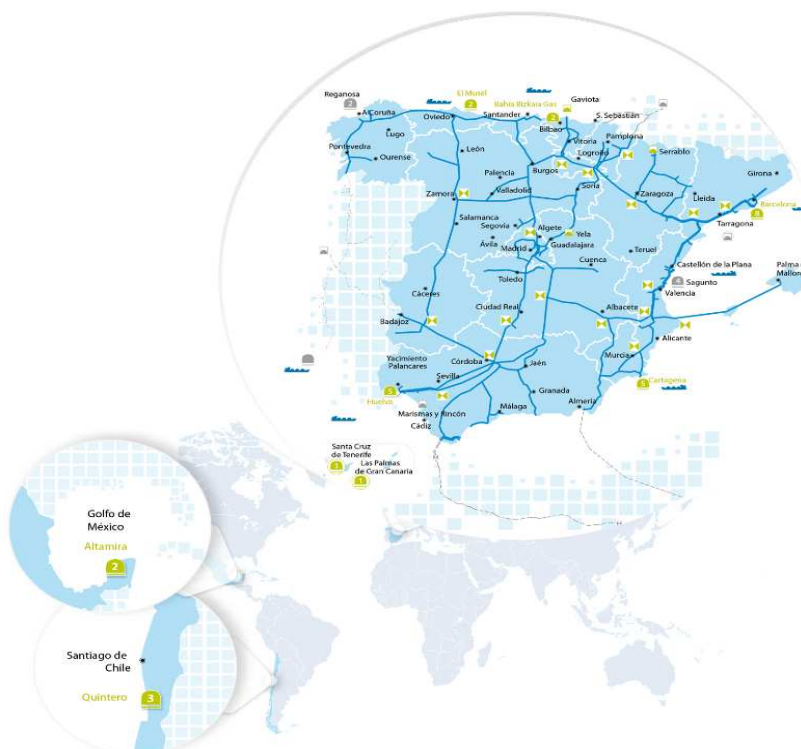 Reganosa
2
A Coruña
Lugo
Pontevedra
Ourense
El Musel
2
Oviedo
León
Santander
Bahía Bizkaia Gas
2
Bilbao
Gaviota
S. Sebastián
Vitoria
Pamplona
Logroño
Burgos
Palencia
Valladolid
Zamora
Soria
Serrablo
Zaragoza
Lleida
Girona
Barcelona
8
Tarragona
Salamanca
Segovia
Ávila
Algete
Madrid
Yela
Guadalajara
Cuenca
Teruel
Castellón de la Plana
Sagunto
4
Valencia
Palma
Mallor
Toledo
Cáceres
Ciudad Real
Badajoz
Albacete
Alicante
Murcia
Cartagena
5
Yacimiento
Palancares
Huelva
5
Sevilla
Córdoba
Jaén
Granada
Málaga
Almería
Marismas y Rincón
Cádiz
Santa Cruz
de Tenerife
1
Las Palmas
de Gran Canaria
1
Golfo de
México
Altamira
2
Santiago de
Chile
Quintero
3